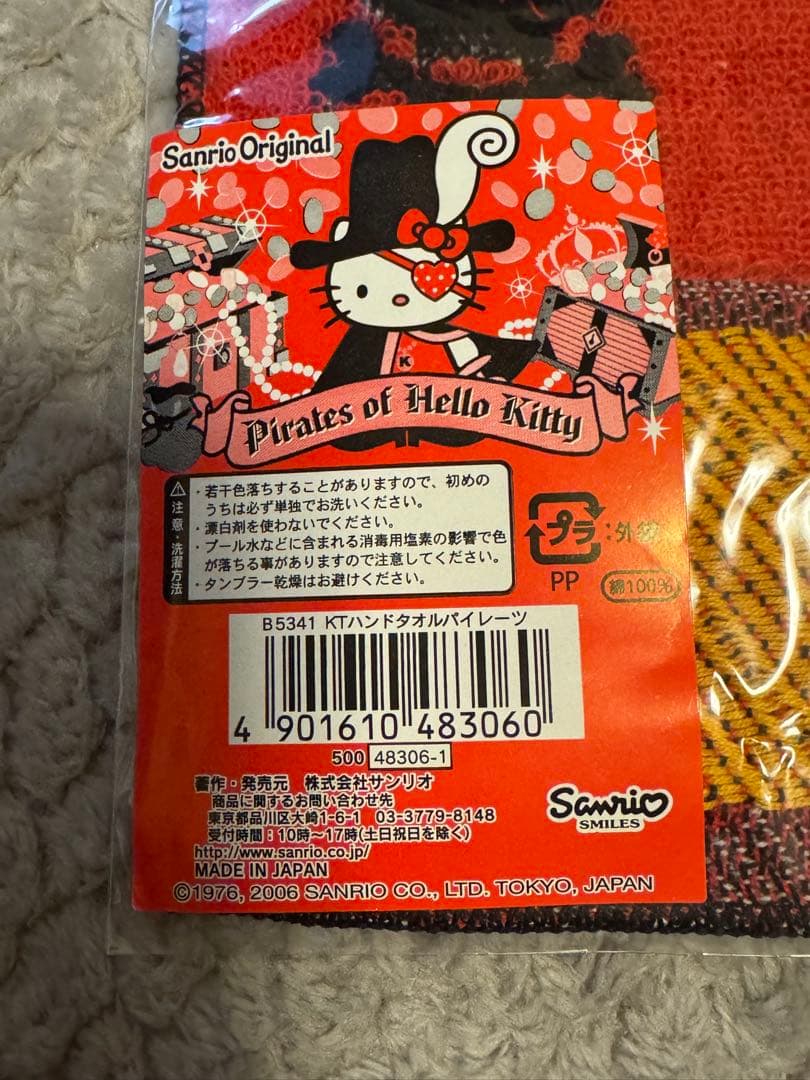 Sanrio Original
K
Pirates of Hello Kitty
注意・洗濯方法
・若干色落ちすることがありますので、初めの
うちは必ず単独でお洗いください。
・漂白剤を使わないでください。
・プール水などに含まれる消毒用塩素の影響で色
が落ちる事がありますので注意してください。
・タンブラー乾燥はお避けください。
プラ:外袋
PP
綿100%
B5341 KTハンドタオルパイレーツ
4 901610 483060
500 48306-1
著作・発売元 株式会社サンリオ
商品に関するお問い合わせ先
東京都品川区大崎1-6-1 03-3779-8148
受付時間:10時〜17時(土日祝日を除く)
http://www.sanrio.co.jp/
MADE IN JAPAN
©1976, 2006 SANRIO CO., LTD. TOKYO, JAPAN
Sanrio
SMILES